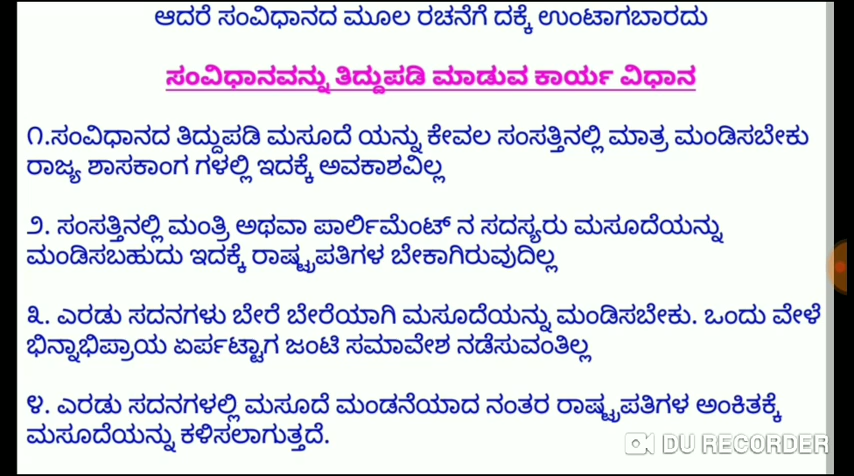 ಆದರೆ ಸಂವಿಧಾನದ ಮೂಲ ರಚನೆಗೆ ದಕ್ಕೆ ಉಂಟಾಗಬಾರದು
ಸಂವಿಧಾನವನ್ನು ತಿದ್ದುಪಡಿ ಮಾಡುವ ಕಾರ್ಯ ವಿಧಾನ
೧.ಸಂವಿಧಾನದ ತಿದ್ದುಪಡಿ ಮಸೂದೆ ಯನ್ನು ಕೇವಲ ಸಂಸತ್ತಿನಲ್ಲಿ ಮಾತ್ರ ಮಂಡಿಸಬೇಕು
ರಾಜ್ಯ ಶಾಸಕಾಂಗ ಗಳಲ್ಲಿ ಇದಕ್ಕೆ ಅವಕಾಶವಿಲ್ಲ
೨. ಸಂಸತ್ತಿನಲ್ಲಿ ಮಂತ್ರಿ ಅಥವಾ ಪಾರ್ಲಿಮೆಂಟ್ ನ ಸದಸ್ಯರು ಮಸೂದೆಯನ್ನು
ಮಂಡಿಸಬಹುದು ಇದಕ್ಕೆ ರಾಷ್ಟ್ರಪತಿಗಳ ಬೇಕಾಗಿರುವುದಿಲ್ಲ
೩. ಎರಡು ಸದನಗಳು ಬೇರೆ ಬೇರೆಯಾಗಿ ಮಸೂದೆಯನ್ನು ಮಂಡಿಸಬೇಕು. ಒಂದು ವೇಳೆ
ಭಿನ್ನಾಭಿಪ್ರಾಯ ಏರ್ಪಟ್ಟಾಗ ಜಂಟಿ ಸಮಾವೇಶ ನಡೆಸುವಂತಿಲ್ಲ
೪. ಎರಡು ಸದನಗಳಲ್ಲಿ ಮಸೂದೆ ಮಂಡನೆಯಾದ ನಂತರ ರಾಷ್ಟ್ರಪತಿಗಳ ಅಂಕಿತಕ್ಕೆ
ಮಸೂದೆಯನ್ನು ಕಳಿಸಲಾಗುತ್ತದೆ.
DU RECORDER